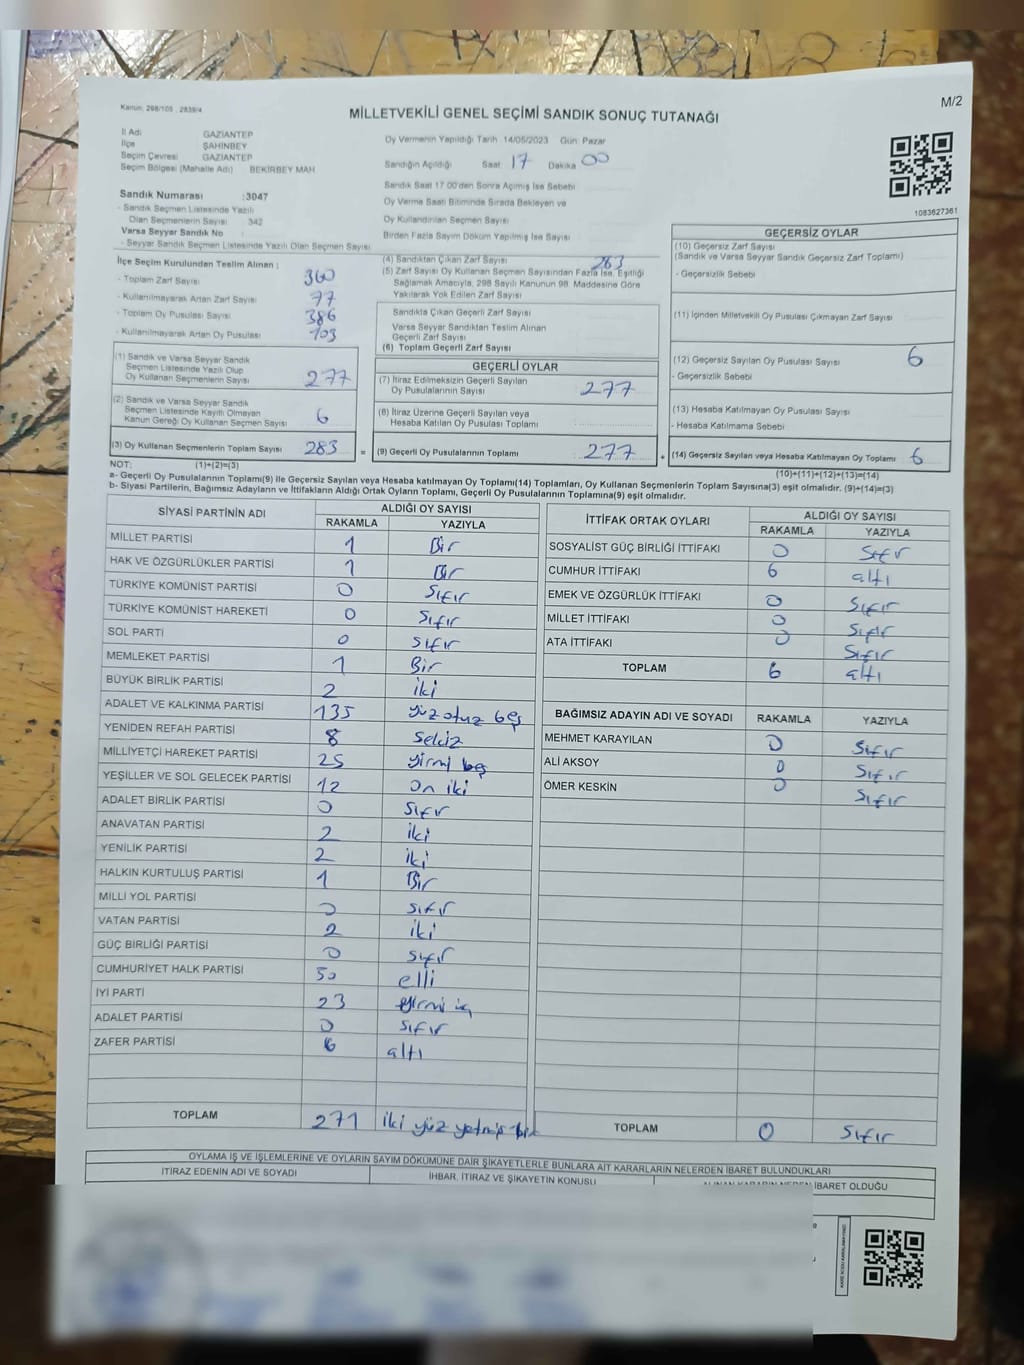 M/2
Kanun: 298/105 , 2839/4
MİLLETVEKİLİ GENEL SEÇİMİ SANDIK SONUÇ TUTANAĞI
İl Adı GAZİANTEP
İlçe ŞAHİNBEY
Seçim Çevresi GAZİANTEP
Seçim Bölgesi (Mahalle Adı) BEKİRBEY MAH
Oy Vermenin Yapıldığı Tarih 14/05/2023 Gün: Pazar
Sandığın Açıldığı Saat 17 Dakika 00
Sandık Saat 17:00'den Sonra Açılmış İse Sebebi
Oy Verme Saati Bitiminde Sırada Bekleyen ve
Oy Kullandırılan Seçmen Sayısı
Birden Fazla Sayım Döküm Yapılmış İse Sayısı
1083627361
Sandık Numarası :3047
- Sandık Seçmen Listesinde Yazılı
Olan Seçmenlerin Sayısı : 342
Varsa Seyyar Sandık No
- Seyyar Sandık Seçmen Listesinde Yazılı Olan Seçmen Sayısı
İlçe Seçim Kurulundan Teslim Alınan :
- Toplam Zarf Sayısı 360
- Kullanılmayarak Artan Zarf Sayısı 77
- Toplam Oy Pusulası Sayısı 386
- Kullanılmayarak Artan Oy Pusulası 103
(1) Sandık ve Varsa Seyyar Sandık
Seçmen Listesinde Yazılı Olup
Oy Kullanan Seçmenlerin Sayısı 277
(2) Sandık ve Varsa Seyyar Sandık
Seçmen Listesinde Kayıtlı Olmayan
Kanun Gereği Oy Kullanan Seçmen Sayısı 6
(3) Oy Kullanan Seçmenlerin Toplam Sayısı 283 =
(4) Sandıktan Çıkan Zarf Sayısı 283
(5) Zarf Sayısı Oy Kullanan Seçmen Sayısından Fazla İse, Eşitliği
Sağlamak Amacıyla, 298 Sayılı Kanunun 98. Maddesine Göre
Yakılarak Yok Edilen Zarf Sayısı
Sandıkta Çıkan Geçerli Zarf Sayısı
Varsa Seyyar Sandıktan Teslim Alınan
Geçerli Zarf Sayısı
(6) Toplam Geçerli Zarf Sayısı
GEÇERLİ OYLAR
(7) İtiraz Edilmeksizin Geçerli Sayılan
Oy Pusulalarının Sayısı 277
(8) İtiraz Üzerine Geçerli Sayılan veya
Hesaba Katılan Oy Pusulası Toplamı
(9) Geçerli Oy Pusulalarının Toplamı 277 +
GEÇERSİZ OYLAR
(10) Geçersiz Zarf Sayısı
(Sandık ve Varsa Seyyar Sandık Geçersiz Zarf Toplamı)
- Geçersizlik Sebebi
(11) İçinden Milletvekili Oy Pusulası Çıkmayan Zarf Sayısı
(12) Geçersiz Sayılan Oy Pusulası Sayısı 6
- Geçersizlik Sebebi
(13) Hesaba Katılmayan Oy Pusulası Sayısı
- Hesaba Katılmama Sebebi
(14) Geçersiz Sayılan veya Hesaba Katılmayan Oy Toplamı 6
NOT: (1)+(2)=(3) (10)+(11)+(12)+(13)=(14)
a- Geçerli Oy Pusulalarının Toplamı(9) ile Geçersiz Sayılan veya Hesaba katılmayan Oy Toplamı(14) Toplamları, Oy Kullanan Seçmenlerin Toplam Sayısına(3) eşit olmalıdır. (9)+(14)=(3)
b- Siyasi Partilerin, Bağımsız Adayların ve İttifakların Aldığı Ortak Oyların Toplamı, Geçerli Oy Pusulalarının Toplamına(9) eşit olmalıdır.
SİYASİ PARTİNİN ADI ALDIĞI OY SAYISI
RAKAMLA YAZIYLA
MİLLET PARTİSİ 1 Bir
HAK VE ÖZGÜRLÜKLER PARTİSİ 1 Bir
TÜRKİYE KOMÜNİST PARTİSİ 0 Sıfır
TÜRKİYE KOMÜNİST HAREKETİ 0 Sıfır
SOL PARTİ 0 sıfır
MEMLEKET PARTİSİ 1 Bir
BÜYÜK BİRLİK PARTİSİ 2 iki
ADALET VE KALKINMA PARTİSİ 135 yüz otuz beş
YENİDEN REFAH PARTİSİ 8 Sekiz
MİLLİYETÇİ HAREKET PARTİSİ 25 yirmi beş
YEŞİLLER VE SOL GELECEK PARTİSİ 12 On iki
ADALET BİRLİK PARTİSİ 0 Sıfır
ANAVATAN PARTİSİ 2 iki
YENİLİK PARTİSİ 2 iki
HALKIN KURTULUŞ PARTİSİ 1 Bir
MİLLİ YOL PARTİSİ 0 sıfır
VATAN PARTİSİ 2 iki
GÜÇ BİRLİĞİ PARTİSİ 0 sıfır
CUMHURİYET HALK PARTİSİ 50 elli
İYİ PARTİ 23 yirmi üç
ADALET PARTİSİ 0 sıfır
ZAFER PARTİSİ 6 altı
TOPLAM 271 iki yüz yetmiş bir
İTTİFAK ORTAK OYLARI ALDIĞI OY SAYISI
RAKAMLA YAZIYLA
SOSYALİST GÜÇ BİRLİĞİ İTTİFAKI 0 Sıfır
CUMHUR İTTİFAKI 6 altı
EMEK VE ÖZGÜRLÜK İTTİFAKI 0 Sıfır
MİLLET İTTİFAKI 0 Sıfır
ATA İTTİFAKI 0 Sıfır
TOPLAM 6 altı
BAĞIMSIZ ADAYIN ADI VE SOYADI RAKAMLA YAZIYLA
MEHMET KARAYILAN 0 Sıfır
ALİ AKSOY 0 Sıfır
ÖMER KESKİN 0 Sıfır
TOPLAM 0 Sıfır
OYLAMA İŞ VE İŞLEMLERİNE VE OYLARIN SAYIM DÖKÜMÜNE DAİR ŞİKAYETLERLE BUNLARA AİT KARARLARIN NELERDEN İBARET BULUNDUKLARI
İTİRAZ EDENİN ADI VE SOYADI İHBAR, İTİRAZ VE ŞİKAYETİN KONUSU ALINAN KARARIN NEDEN İBARET OLDUĞU